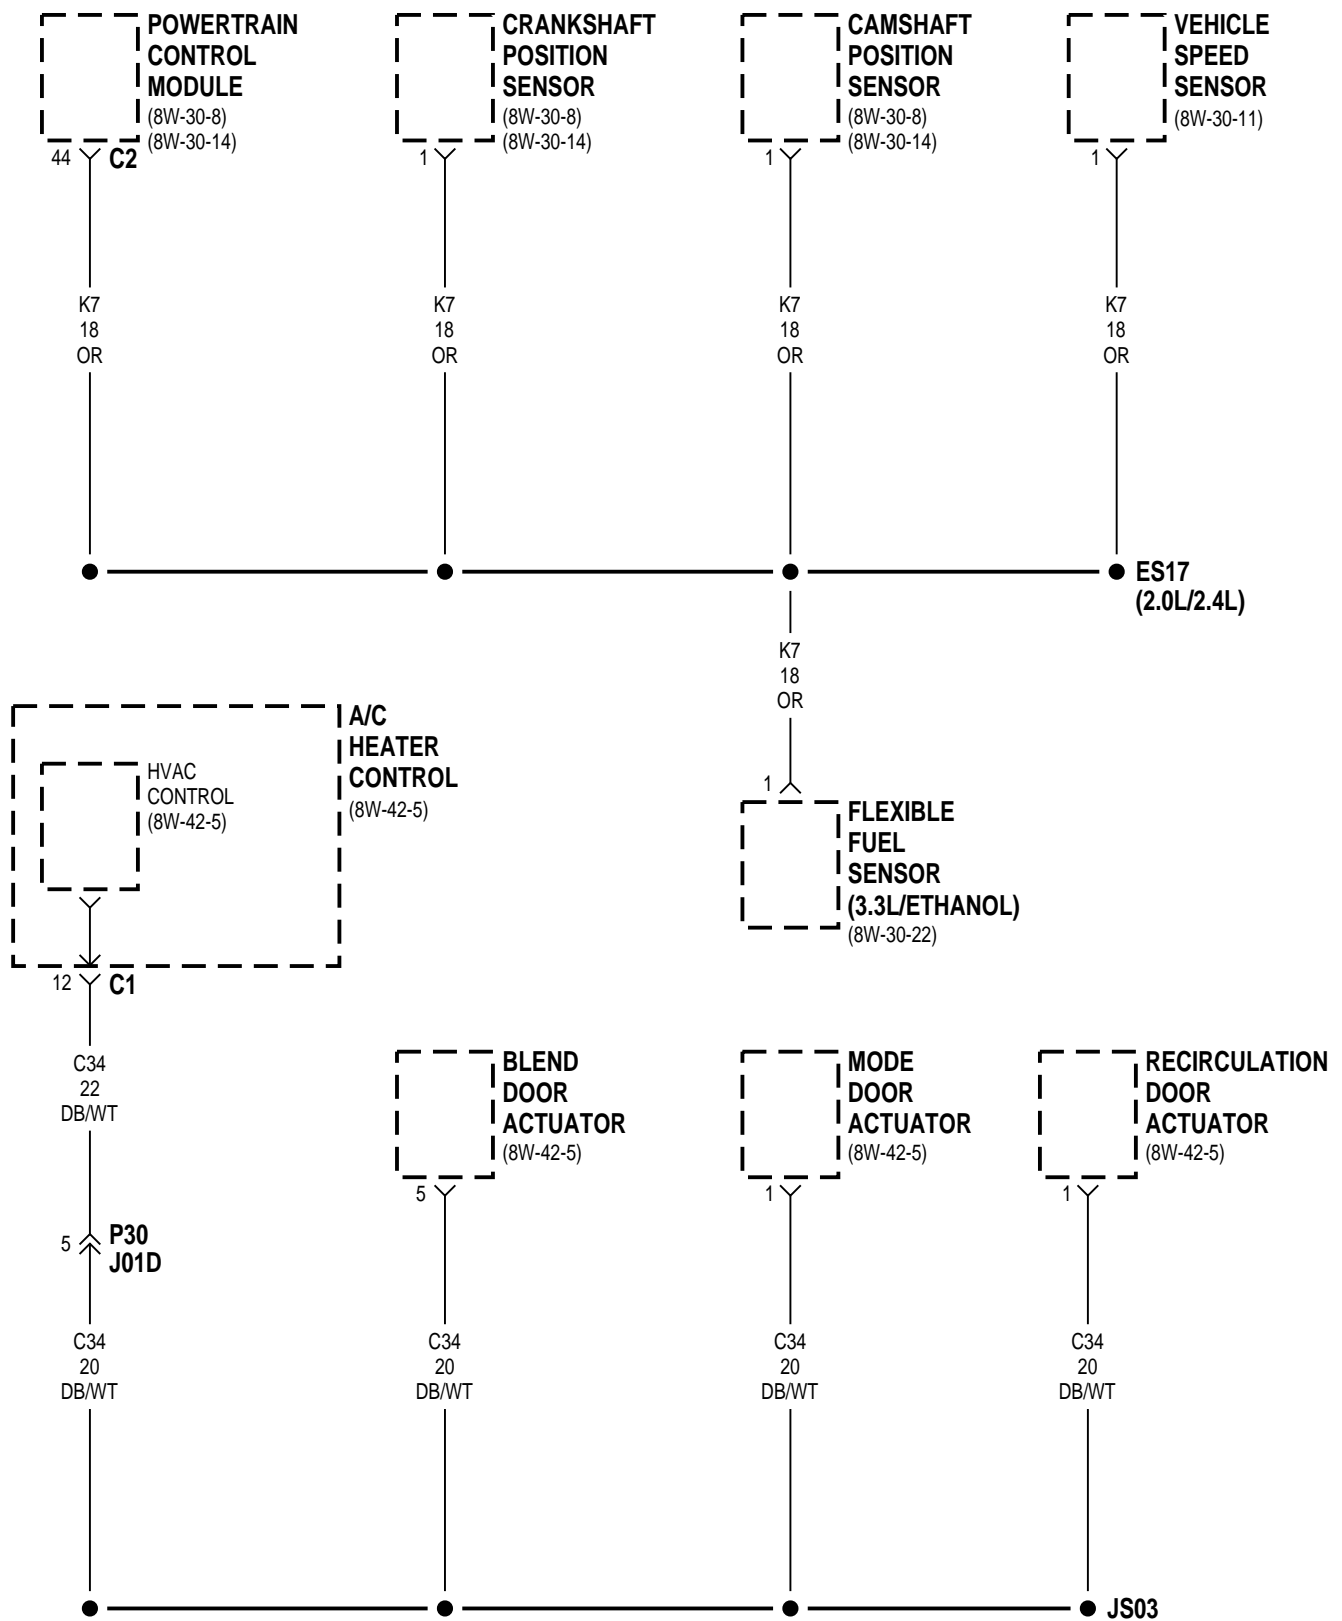 POWERTRAIN
CONTROL
MODULE
(8W-30-8)
(8W-30-14)
44
C2
CRANKSHAFT
POSITION
SENSOR
(8W-30-8)
(8W-30-14)
1
CAMSHAFT
POSITION
SENSOR
(8W-30-8)
(8W-30-14)
1
VEHICLE
SPEED
SENSOR
(8W-30-11)
1
K7
18
OR
K7
18
OR
K7
18
OR
K7
18
OR
ES17
(2.0L/2.4L)
K7
18
OR
1
FLEXIBLE
FUEL
SENSOR
(3.3L/ETHANOL)
(8W-30-22)
A/C
HEATER
CONTROL
(8W-42-5)
HVAC
CONTROL
(8W-42-5)
12
C1
C34
22
DB/WT
5
P30
J01D
C34
20
DB/WT
BLEND
DOOR
ACTUATOR
(8W-42-5)
5
C34
20
DB/WT
MODE
DOOR
ACTUATOR
(8W-42-5)
1
C34
20
DB/WT
RECIRCULATION
DOOR
ACTUATOR
(8W-42-5)
1
C34
20
DB/WT
JS03